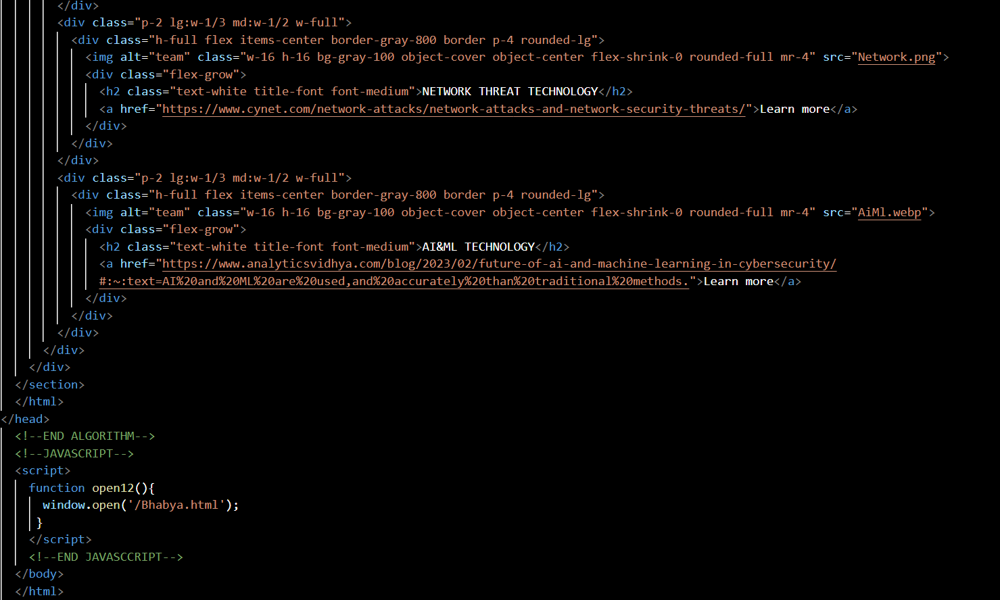 </div>
<div class="p-2 lg:w-1/3 md:w-1/2 w-full">
<div class="h-full flex items-center border-gray-800 border p-4 rounded-lg">
<img alt="team" class="w-16 h-16 bg-gray-100 object-cover object-center flex-shrink-0 rounded-full mr-4" src="Network.png">
<div class="flex-grow">
<h2 class="text-white title-font font-medium">NETWORK THREAT TECHNOLOGY</h2>
<a href="https://www.cynet.com/network-attacks/network-attacks-and-network-security-threats/">Learn more</a>
</div>
</div>
</div>
<div class="p-2 lg:w-1/3 md:w-1/2 w-full">
<div class="h-full flex items-center border-gray-800 border p-4 rounded-lg">
<img alt="team" class="w-16 h-16 bg-gray-100 object-cover object-center flex-shrink-0 rounded-full mr-4" src="AiMl.webp">
<div class="flex-grow">
<h2 class="text-white title-font font-medium">AI&ML TECHNOLOGY</h2>
<a href="https://www.analyticsvidhya.com/blog/2023/02/future-of-ai-and-machine-learning-in-cybersecurity/
#:~:text=AI%20and%20ML%20are%20used,and%20accurately%20than%20traditional%20methods.">Learn more</a>
</div>
</div>
</div>
</div>
</div>
</section>
</html>
</head>
<!--END ALGORITHM-->
<!--JAVASCRIPT-->
<script>
function open12(){
window.open('/Bhabya.html');
}
</script>
<!--END JAVASCCRIPT-->
</body>
</html>